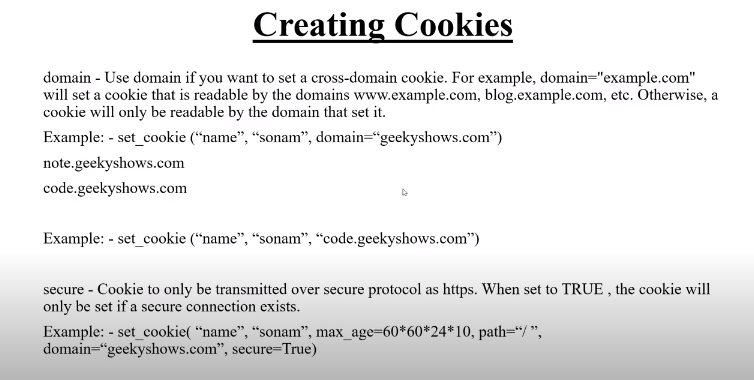 Creating Cookies
domain - Use domain if you want to set a cross-domain cookie. For example, domain="example.com"
will set a cookie that is readable by the domains www.example.com, blog.example.com, etc. Otherwise, a
cookie will only be readable by the domain that set it.
Example: - set_cookie (“name”, “sonam”, domain=“geekyshows.com”)
note.geekyshows.com
code.geekyshows.com
Example: - set_cookie (“name”, “sonam”, “code.geekyshows.com”)
secure - Cookie to only be transmitted over secure protocol as https. When set to TRUE , the cookie will
only be set if a secure connection exists.
Example: - set_cookie( “name”, “sonam”, max_age=60*60*24*10, path=“/ ”,
domain=“geekyshows.com”, secure=True)